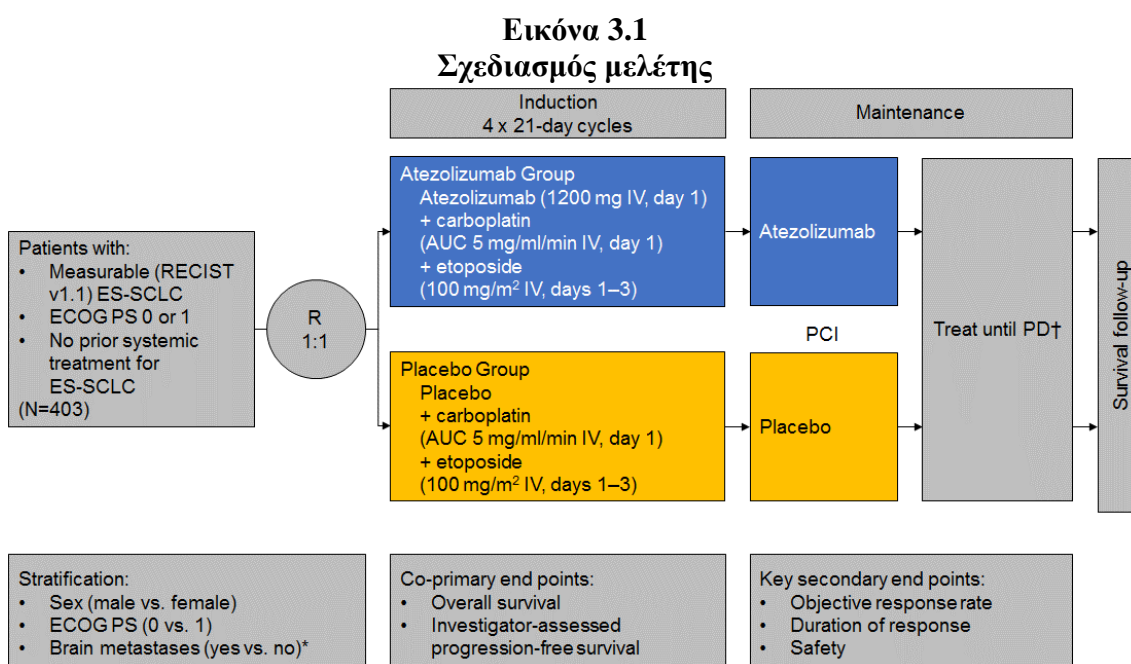 Εικόνα 3.1
Σχεδιασμός μελέτης
Induction
4 x 21-day cycles
Maintenance
Patients with:
• Measurable (RECIST
v1.1) ES-SCLC
• ECOG PS 0 or 1
• No prior systemic
treatment for
ES-SCLC
(N=403)
R
1:1
Atezolizumab Group
Atezolizumab (1200 mg IV, day 1)
+ carboplatin
(AUC 5 mg/ml/min IV, day 1)
+ etoposide
(100 mg/m² IV, days 1–3)
Atezolizumab
PCI
Placebo Group
Placebo
+ carboplatin
(AUC 5 mg/ml/min IV, day 1)
+ etoposide
(100 mg/m² IV, days 1–3)
Placebo
Treat until PD†
Survival follow-up
Stratification:
• Sex (male vs. female)
• ECOG PS (0 vs. 1)
• Brain metastases (yes vs. no)*
Co-primary end points:
• Overall survival
• Investigator-assessed
progression-free survival
Key secondary end points:
• Objective response rate
• Duration of response
• Safety